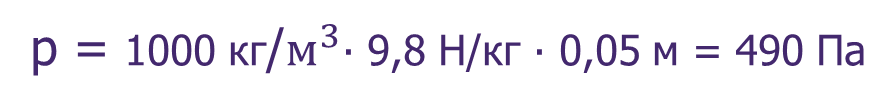 p = 1000 кг/м³· 9,8 Н/кг · 0,05 м = 490 Па